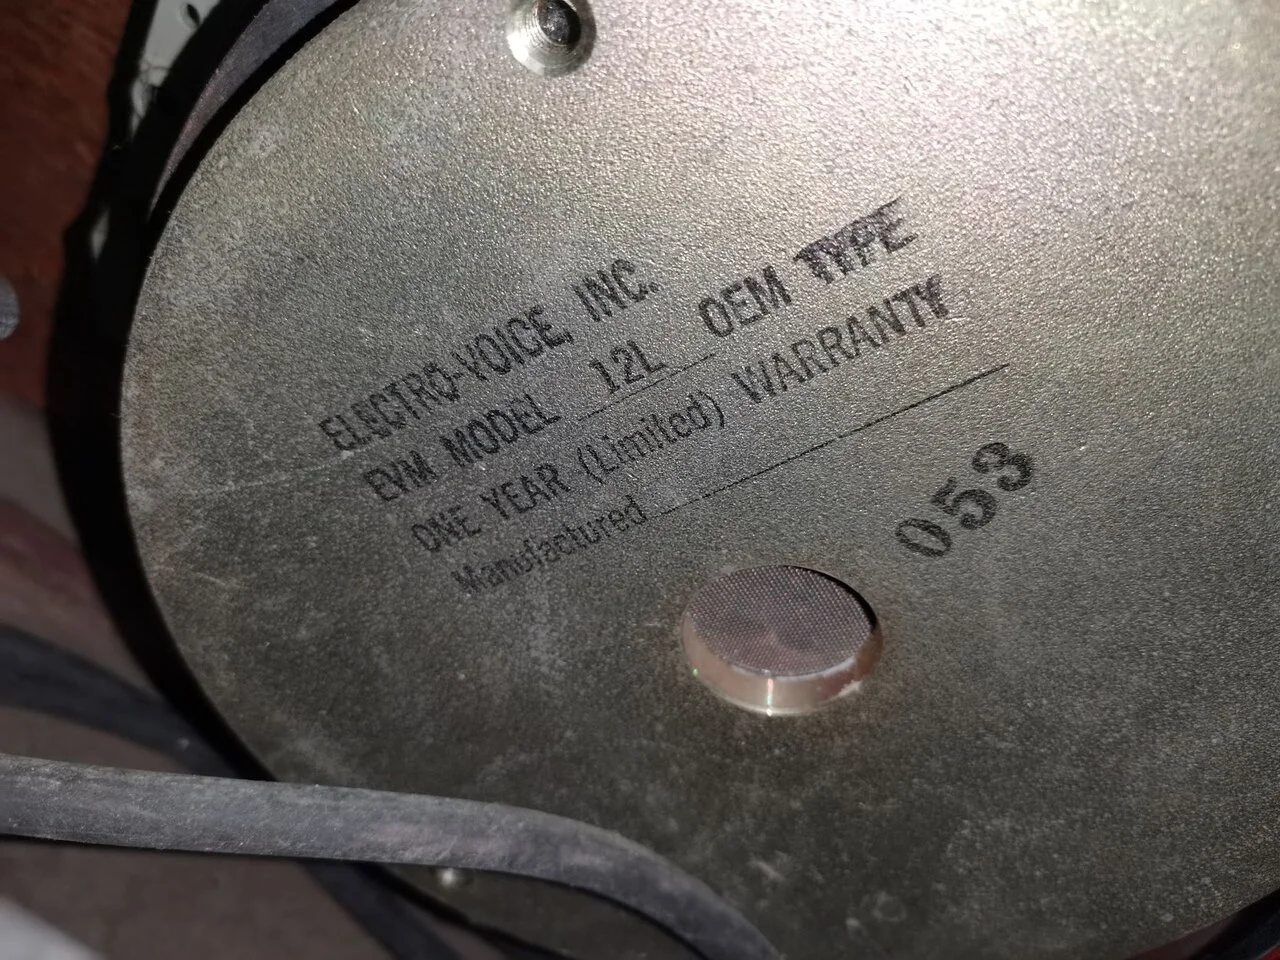 ELECTRO-VOICE, INC.
EVM MODEL 12L OEM TYPE
ONE YEAR (Limited) WARRANTY
Manufactured
053